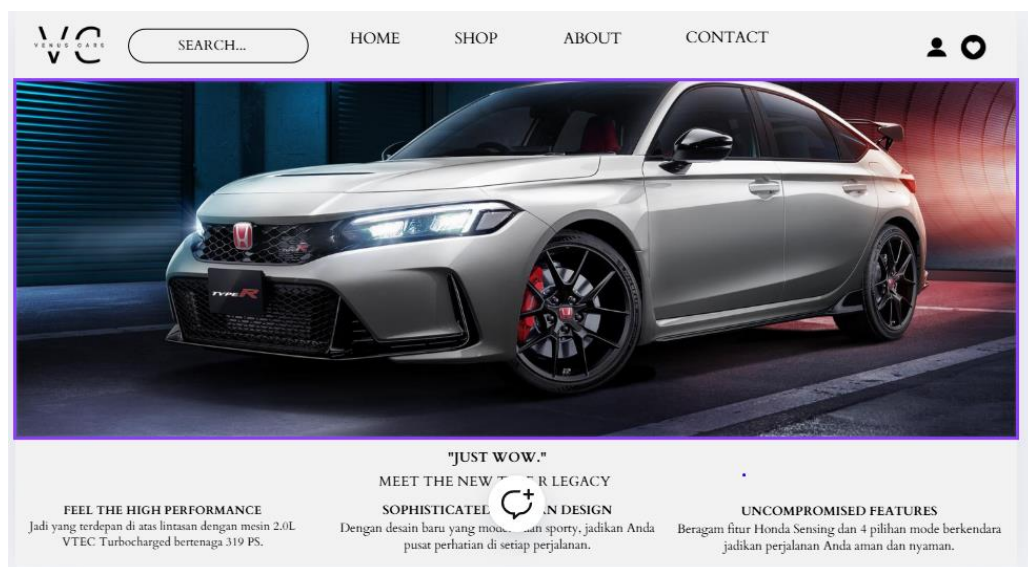 VC
VENUS CARE
SEARCH...
HOME
SHOP
ABOUT
CONTACT
TYPE R
"JUST WOW."
MEET THE NEW R LEGACY
FEEL THE HIGH PERFORMANCE
Jadi yang terdepan di atas lintasan dengan mesin 2.0L
VTEC Turbocharged bertenaga 319 PS.
SOPHISTICATED DESIGN
Dengan desain baru yang sporty, jadikan Anda
pusat perhatian di setiap perjalanan.
UNCOMPROMISED FEATURES
Beragam fitur Honda Sensing dan 4 pilihan mode berkendara
jadikan perjalanan Anda aman dan nyaman.